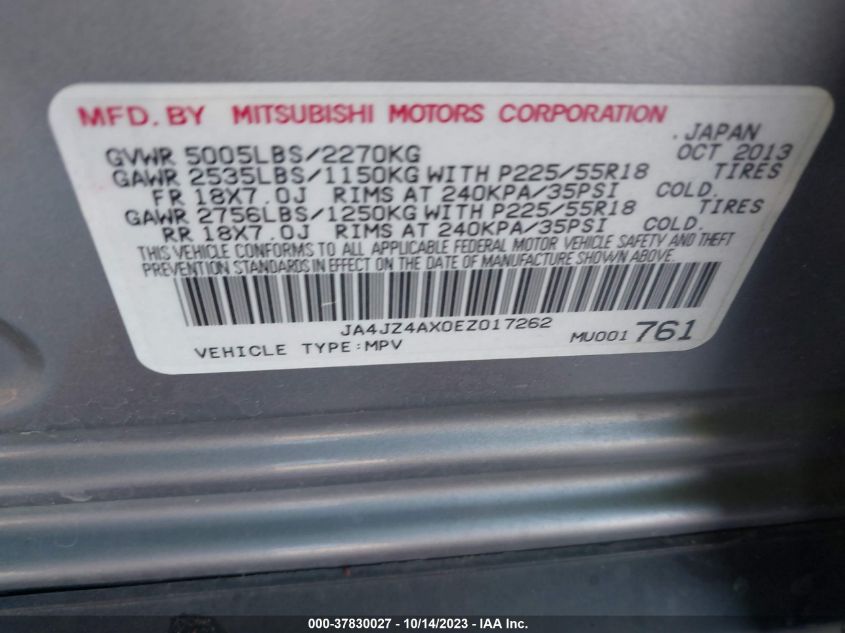 MFD. BY MITSUBISHI MOTORS CORPORATION
. JAPAN
GVWR 5005LBS/2270KG OCT 2013
GAWR 2535LBS/1150KG WITH P225/55R18 TIRES
FR 18X7.0J RIMS AT 240KPA/35PSI COLD.
GAWR 2756LBS/1250KG WITH P225/55R18 TIRES
RR 18X7.0J RIMS AT 240KPA/35PSI COLD.
THIS VEHICLE CONFORMS TO ALL APPLICABLE FEDERAL MOTOR VEHICLE SAFETY AND THEFT
PREVENTION STANDARDS IN EFFECT ON THE DATE OF MANUFACTURE SHOWN ABOVE.
JA4JZ4AX0EZ017262
VEHICLE TYPE:MPV MU001 761
000-37830027 - 10/14/2023 - IAA Inc.